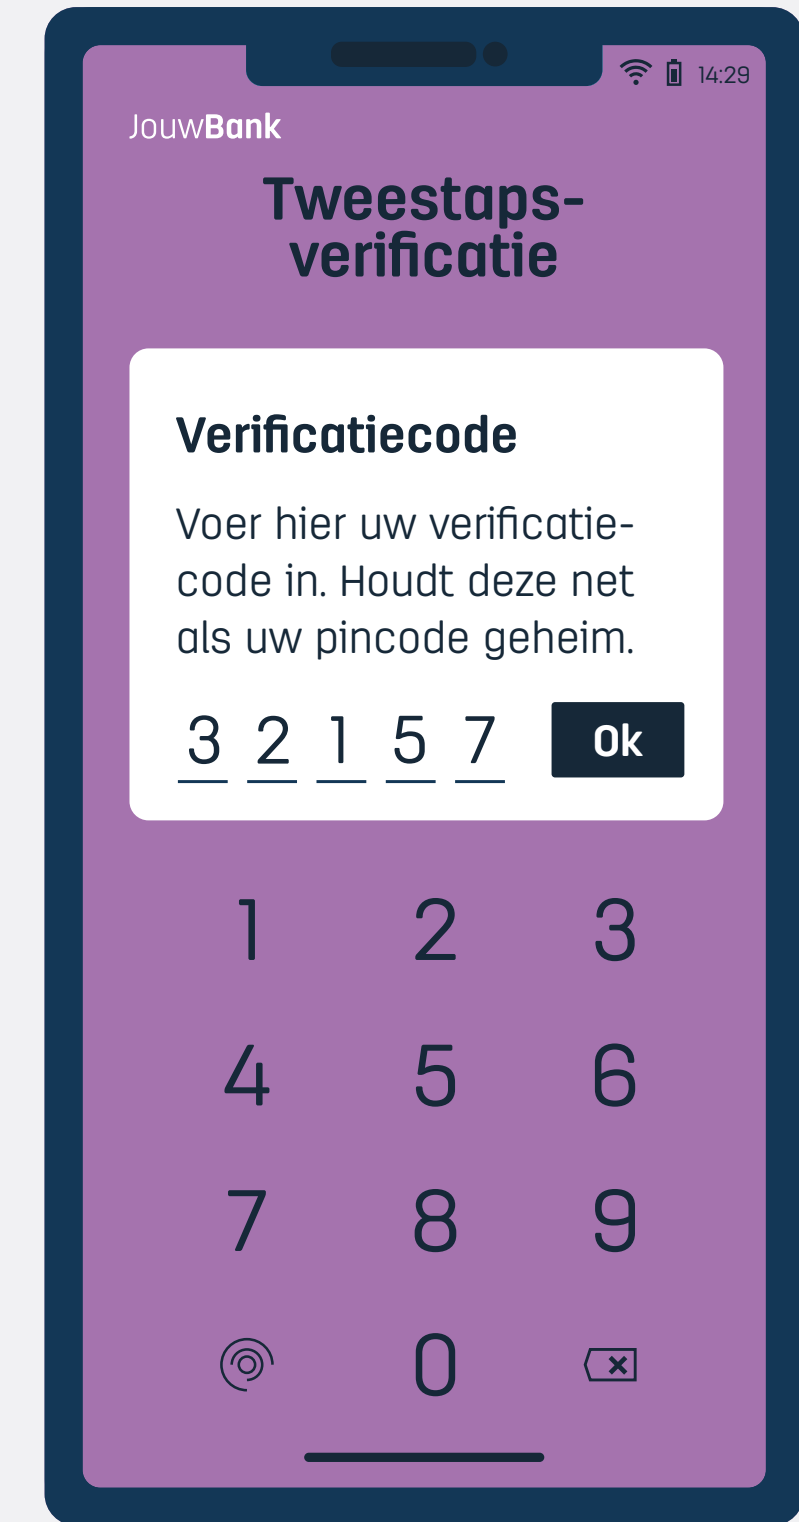 14:29
JouwBank
Tweestaps-
verificatie
Verificatiecode
Voer hier uw verificatie-
code in. Houdt deze net
als uw pincode geheim.
3 2 1 5 7 Ok
1 2 3
4 5 6
7 8 9
0